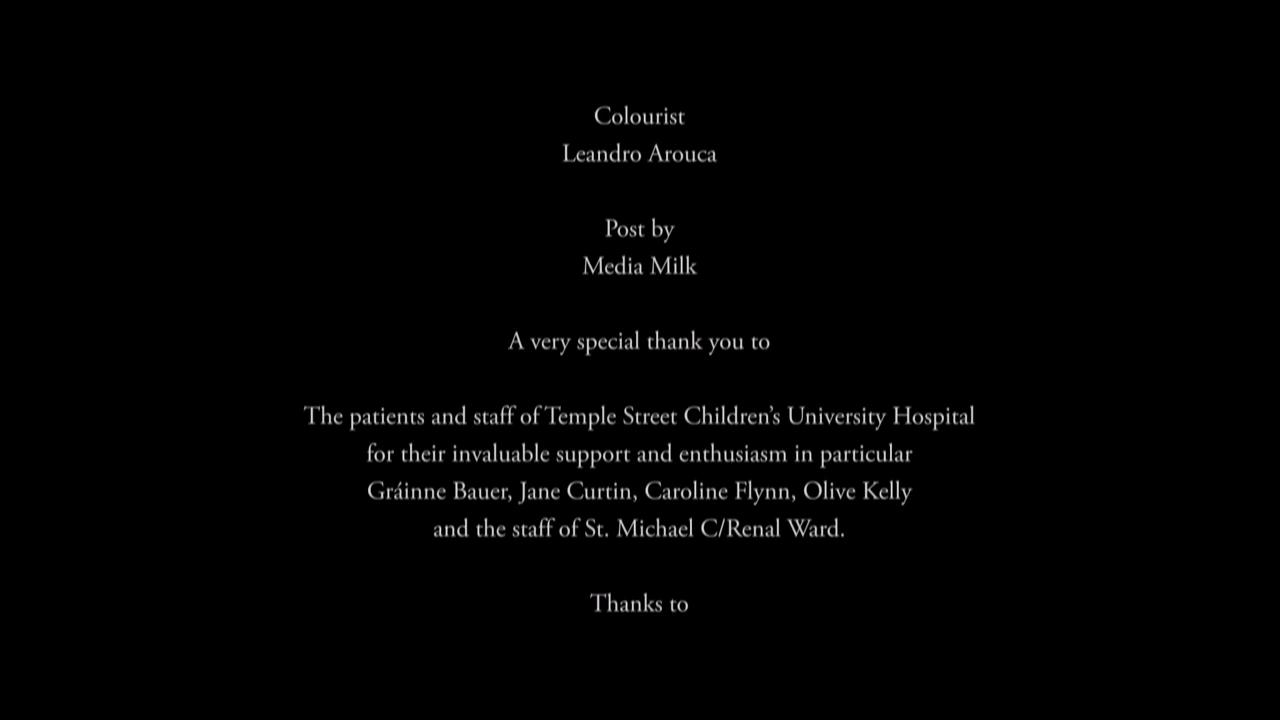 Colourist
Leandro Arouca
Post by
Media Milk
A very special thank you to
The patients and staff of Temple Street Children's University Hospital
for their invaluable support and enthusiasm in particular
Gráinne Bauer, Jane Curtin, Caroline Flynn, Olive Kelly
and the staff of St. Michael C/Renal Ward.
Thanks to